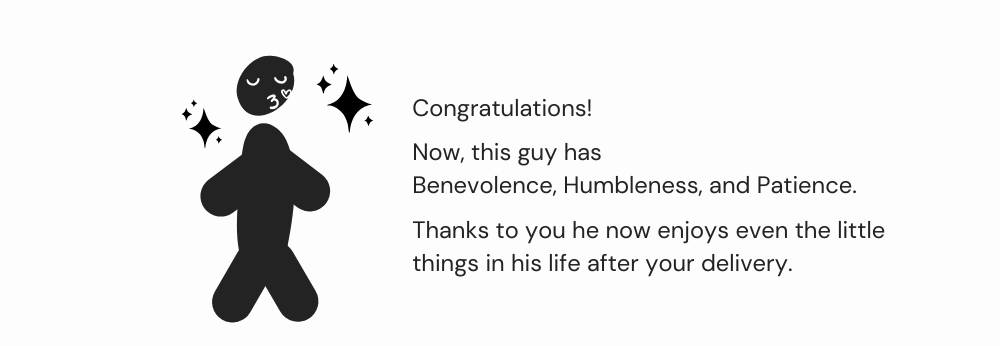 Congratulations!
Now, this guy has
Benevolence, Humbleness, and Patience.
Thanks to you he now enjoys even the little
things in his life after your delivery.